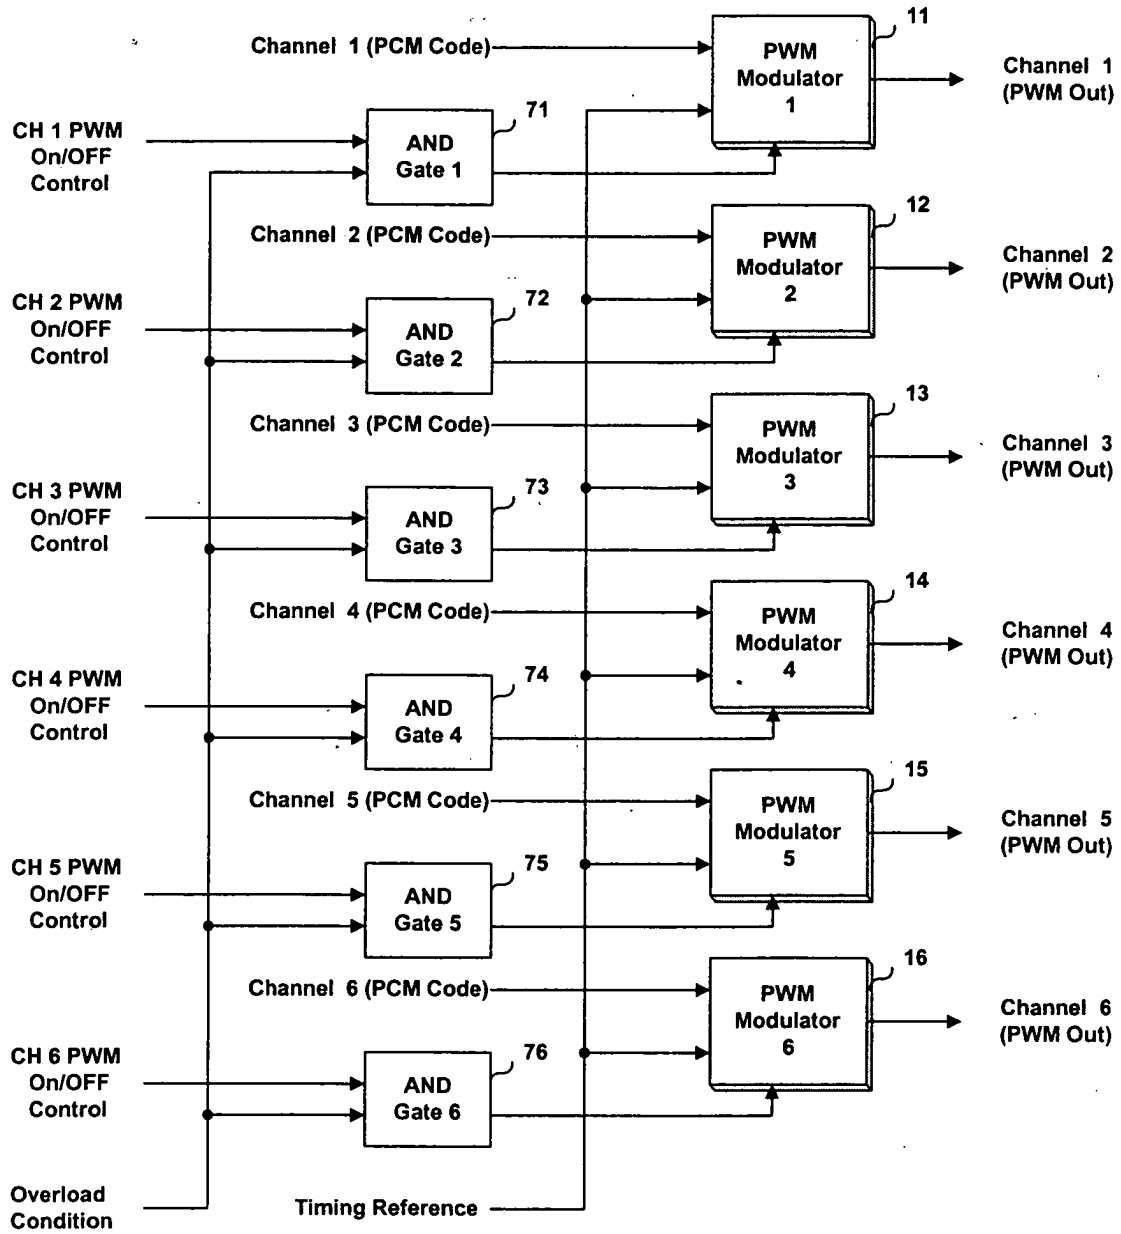 Channel 1 (PCM Code)
PWM
Modulator
1
11
Channel 1
(PWM Out)
CH 1 PWM
On/OFF
Control
AND
Gate 1
71
Channel 2 (PCM Code)
PWM
Modulator
2
12
Channel 2
(PWM Out)
CH 2 PWM
On/OFF
Control
AND
Gate 2
72
Channel 3 (PCM Code)
PWM
Modulator
3
13
Channel 3
(PWM Out)
CH 3 PWM
On/OFF
Control
AND
Gate 3
73
Channel 4 (PCM Code)
PWM
Modulator
4
14
Channel 4
(PWM Out)
CH 4 PWM
On/OFF
Control
AND
Gate 4
74
Channel 5 (PCM Code)
PWM
Modulator
5
15
Channel 5
(PWM Out)
CH 5 PWM
On/OFF
Control
AND
Gate 5
75
Channel 6 (PCM Code)
PWM
Modulator
6
16
Channel 6
(PWM Out)
CH 6 PWM
On/OFF
Control
AND
Gate 6
76
Overload
Condition
Timing Reference